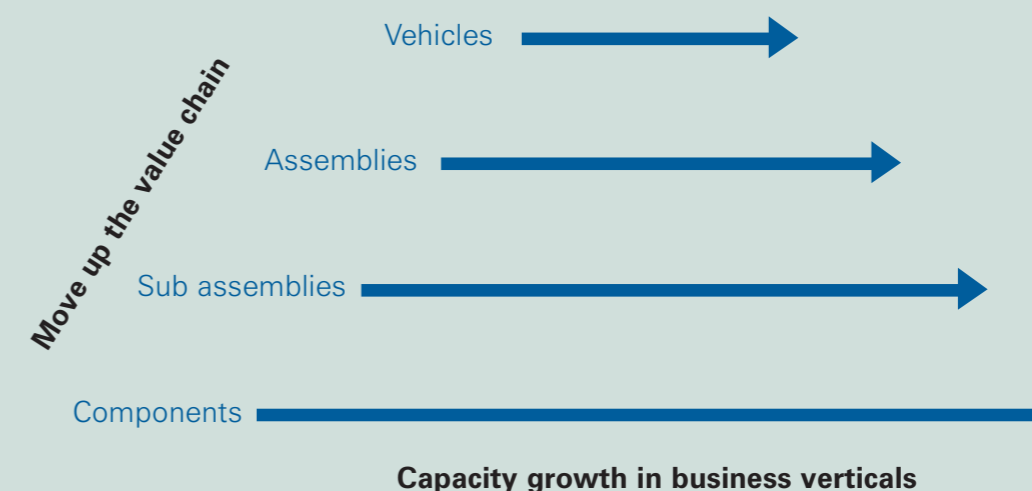 Vehicles
Move up the value chain
Assemblies
Sub assemblies
Components
Capacity growth in business verticals